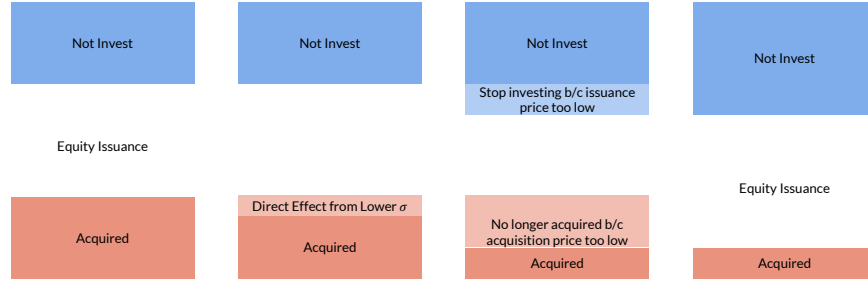 Not Invest
Equity Issuance
Acquired
Not Invest
Direct Effect from Lower σ
Acquired
Not Invest
Stop investing b/c issuance
price too low
No longer acquired b/c
acquisition price too low
Acquired
Not Invest
Equity Issuance
Acquired